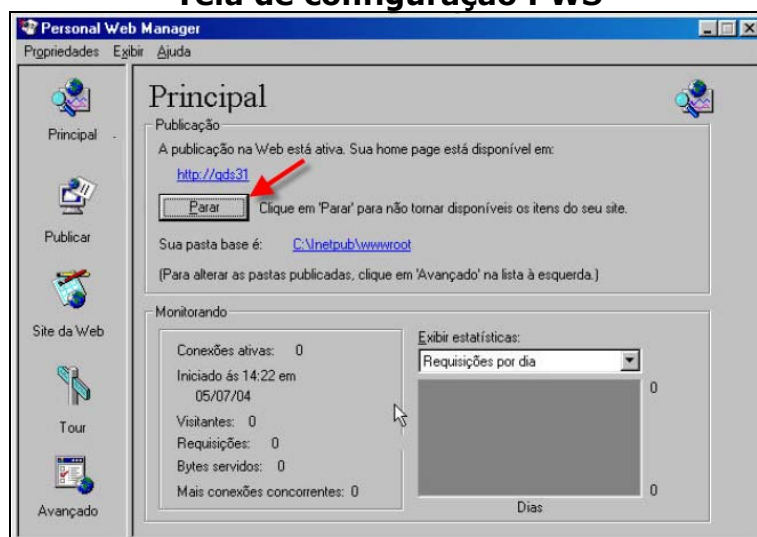 Tela de configuração PWS
Personal Web Manager
Propriedades Exibir Ajuda
Principal
Publicar
Site da Web
Tour
Avançado
Principal
Publicação
A publicação na Web está ativa. Sua home page está disponível em:
http://qds31
Parar Clique em 'Parar' para não tornar disponíveis os itens do seu site.
Sua pasta base é: C:\Inetpub\wwwroot
(Para alterar as pastas publicadas, clique em 'Avançado' na lista à esquerda.)
Monitorando
Conexões ativas: 0
Iniciado ás 14:22 em
05/07/04
Visitantes: 0
Requisições: 0
Bytes servidos: 0
Mais conexões concorrentes: 0
Exibir estatísticas:
Requisições por dia
0
0
Dias